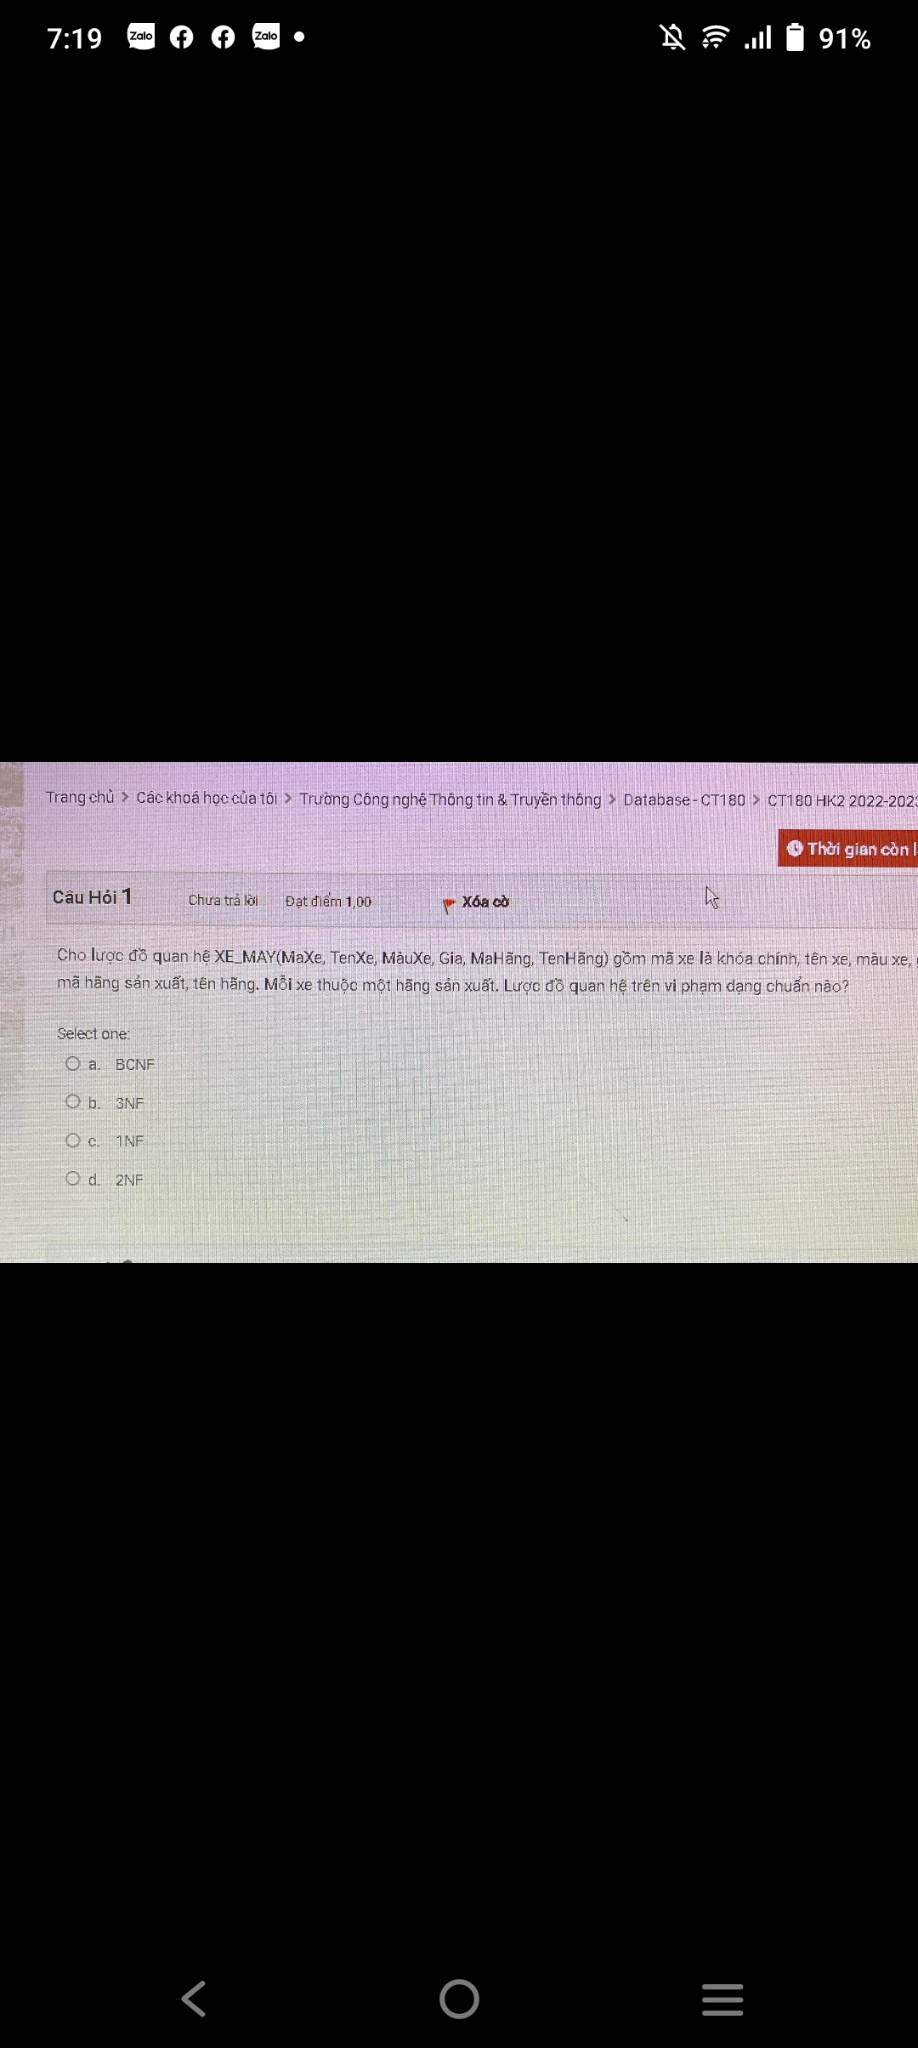 7:19 Zalo Zalo 91%
Trang chủ > Các khoá học của tôi > Trường Công nghệ Thông tin & Truyền thông > Database - CT180 > CT180 HK2 2022-202
Thời gian còn l
Câu Hỏi 1 Chưa trả lời Đạt điểm 1,00 Xóa cờ
Cho lược đồ quan hệ XE_MAY(MaXe, TenXe, MàuXe, Gia, MaHãng, TenHãng) gồm mã xe là khóa chính, tên xe, mầu xe,
mã hãng sản xuất, tên hãng. Mỗi xe thuộc một hãng sản xuất. Lược đồ quan hệ trên vi phạm dạng chuẩn nào?
Select one:
a. BCNF
b. 3NF
c. 1NF
d. 2NF